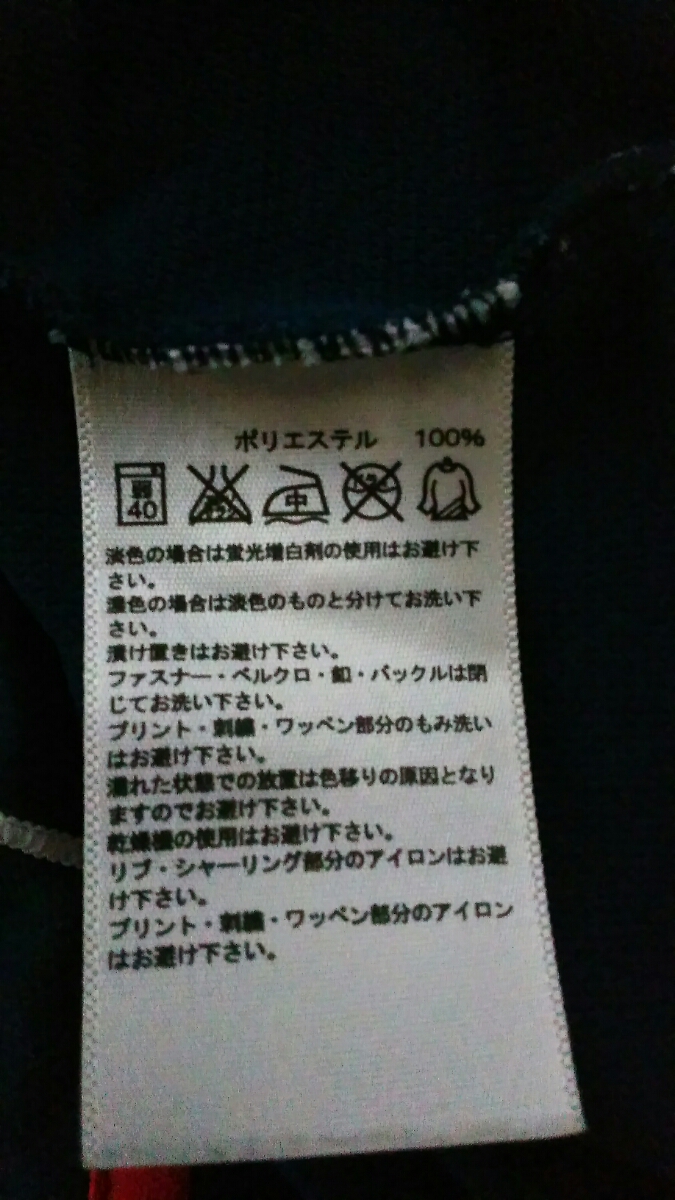 ポリエステル 100%
弱
40
中
淡色の場合は蛍光増白剤の使用はお避け下
さい。
濃色の場合は淡色のものと分けてお洗い下
さい。
漬け置きはお避け下さい。
ファスナー・ベルクロ・釦・バックルは閉
じてお洗い下さい。
プリント・刺繍・ワッペン部分のもみ洗い
はお避け下さい。
濡れた状態での放置は色移りの原因となり
ますのでお避け下さい。
乾燥機の使用はお避け下さい。
リブ・シャーリング部分のアイロンはお避
け下さい。
プリント・刺繍・ワッペン部分のアイロン
はお避け下さい。